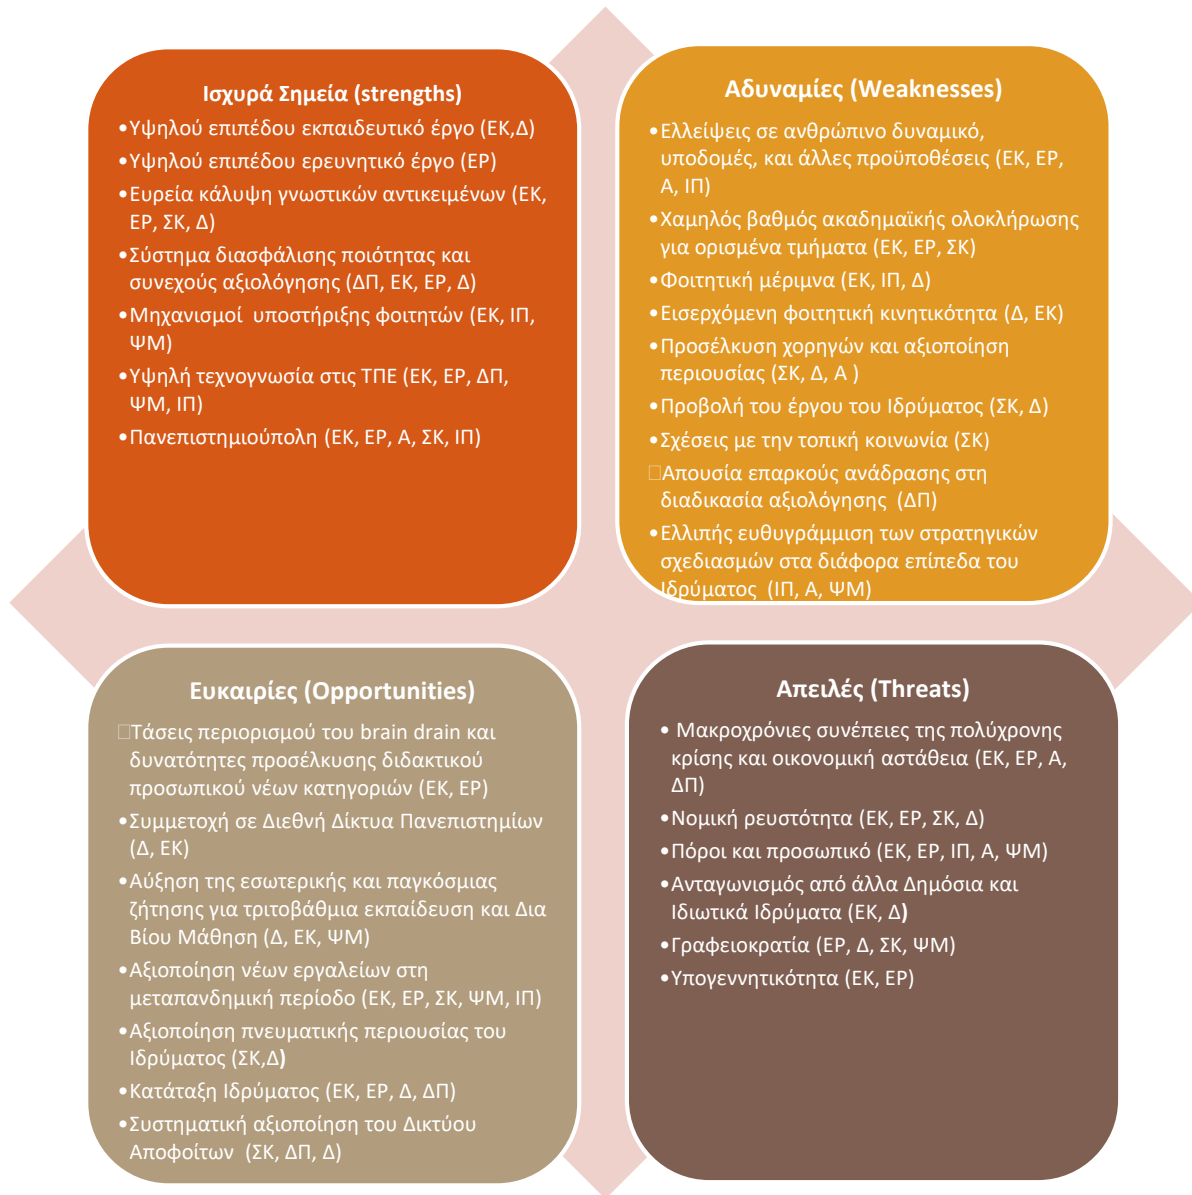 Ισχυρά Σημεία (strengths)
•Υψηλού επιπέδου εκπαιδευτικό έργο (ΕΚ,Δ)
•Υψηλού επιπέδου ερευνητικό έργο (ΕΡ)
•Ευρεία κάλυψη γνωστικών αντικειμένων (ΕΚ,
ΕΡ, ΣΚ, Δ)
•Σύστημα διασφάλισης ποιότητας και
συνεχούς αξιολόγησης (ΔΠ, ΕΚ, ΕΡ, Δ)
•Μηχανισμοί  υποστήριξης φοιτητών (ΕΚ, ΙΠ,
ΨΜ)
•Υψηλή τεχνογνωσία στις ΤΠΕ (ΕΚ, ΕΡ, ΔΠ,
ΨΜ, ΙΠ)
•Πανεπιστημιούπολη (ΕΚ, ΕΡ, Α, ΣΚ, ΙΠ)
Αδυναμίες (Weaknesses)
•Ελλείψεις σε ανθρώπινο δυναμικό,
υποδομές, και άλλες προϋποθέσεις (ΕΚ, ΕΡ,
Α, ΙΠ)
•Χαμηλός βαθμός ακαδημαϊκής ολοκλήρωσης
για ορισμένα τμήματα (ΕΚ, ΕΡ, ΣΚ)
•Φοιτητική μέριμνα (ΕΚ, ΙΠ, Δ)
•Εισερχόμενη φοιτητική κινητικότητα (Δ, ΕΚ)
•Προσέλκυση χορηγών και αξιοποίηση
περιουσίας (ΣΚ, Δ, Α )
•Προβολή του έργου του Ιδρύματος (ΣΚ, Δ)
•Σχέσεις με την τοπική κοινωνία (ΣΚ)
Απουσία επαρκούς ανάδρασης στη
διαδικασία αξιολόγησης  (ΔΠ)
•Ελλιπής ευθυγράμμιση των στρατηγικών
σχεδιασμών στα διάφορα επίπεδα του
Ιδρύματος  (ΙΠ, Α, ΨΜ)
Ευκαιρίες (Opportunities)
Τάσεις περιορισμού του brain drain και
δυνατότητες προσέλκυσης διδακτικού
προσωπικού νέων κατηγοριών (ΕΚ, ΕΡ)
•Συμμετοχή σε Διεθνή Δίκτυα Πανεπιστημίων
(Δ, ΕΚ)
•Αύξηση της εσωτερικής και παγκόσμιας
ζήτησης για τριτοβάθμια εκπαίδευση και Δια
Βίου Μάθηση (Δ, ΕΚ, ΨΜ)
•Αξιοποίηση νέων εργαλείων στη
μεταπανδημική περίοδο (ΕΚ, ΕΡ, ΣΚ, ΨΜ, ΙΠ)
•Αξιοποίηση πνευματικής περιουσίας του
Ιδρύματος (ΣΚ,Δ)
•Κατάταξη Ιδρύματος (ΕΚ, ΕΡ, Δ, ΔΠ)
•Συστηματική αξιοποίηση του Δικτύου
Αποφοίτων  (ΣΚ, ΔΠ, Δ)
Απειλές (Threats)
• Μακροχρόνιες συνέπειες της πολύχρονης
κρίσης και οικονομική αστάθεια (ΕΚ, ΕΡ, Α,
ΔΠ)
•Νομική ρευστότητα (ΕΚ, ΕΡ, ΣΚ, Δ)
•Πόροι και προσωπικό (ΕΚ, ΕΡ, ΙΠ, Α, ΨΜ)
•Ανταγωνισμός από άλλα Δημόσια και
Ιδιωτικά Ιδρύματα (ΕΚ, Δ)
•Γραφειοκρατία (ΕΡ, Δ, ΣΚ, ΨΜ)
•Υπογεννητικότητα (ΕΚ, ΕΡ)